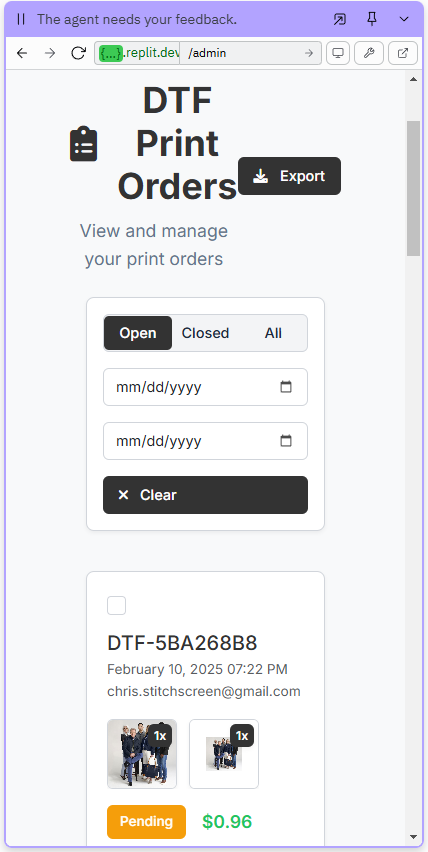 The agent needs your feedback.
{...}.replit.dev /admin
DTF
Print
Orders
Export
View and manage
your print orders
Open Closed All
mm/dd/yyyy
mm/dd/yyyy
Clear
DTF-5BA268B8
February 10, 2025 07:22 PM
chris.stitchscreen@gmail.com
1x 1x
Pending $0.96